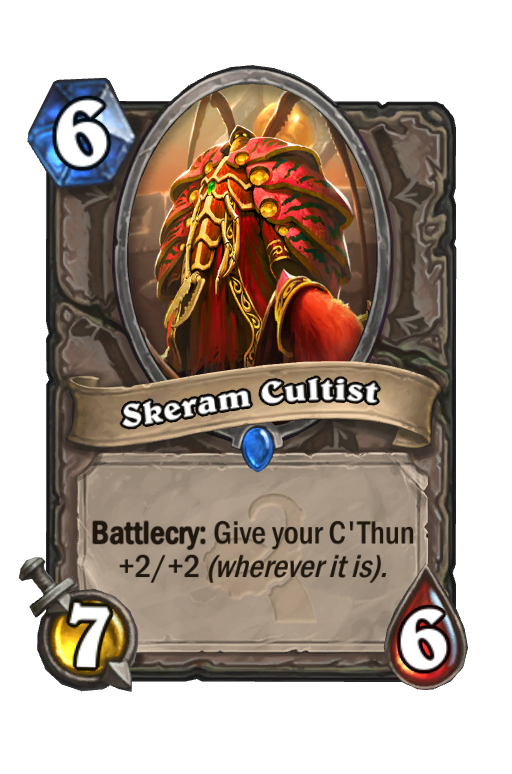 6
Skeram Cultist
Battlecry: Give your C'Thun
+2/+2 (wherever it is).
7
6